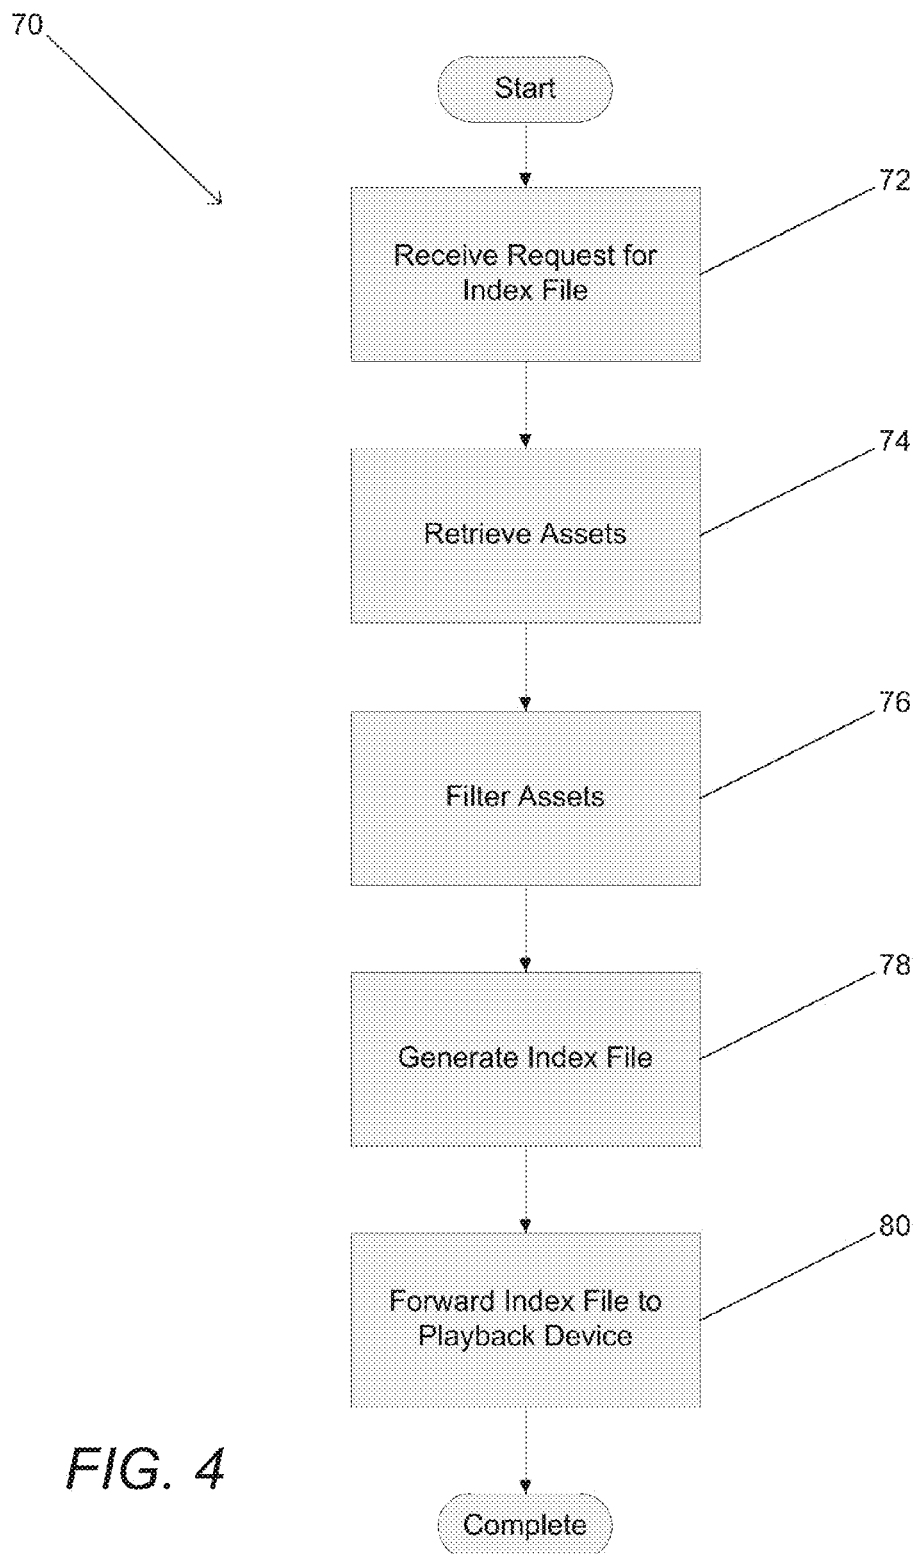 70
Start
72
Receive Request for
Index File
74
Retrieve Assets
76
Filter Assets
78
Generate Index File
80
Forward Index File to
Playback Device
FIG. 4
Complete